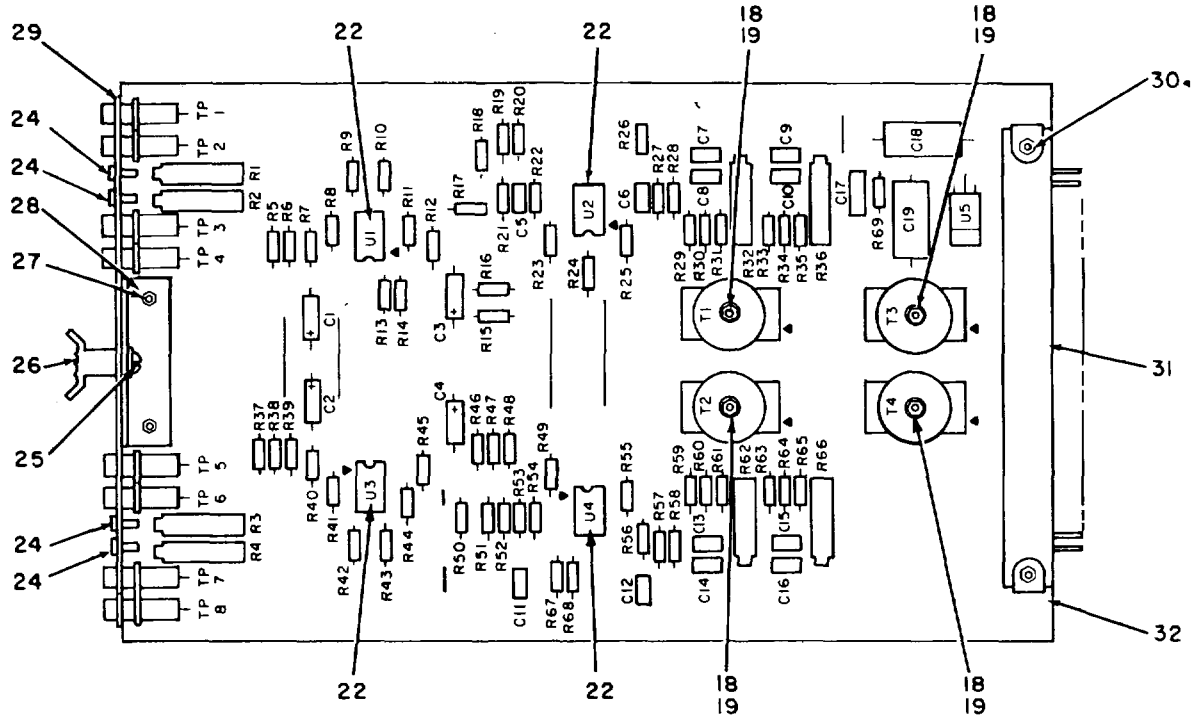 18
19
18
19
22
22
29
24
24
28
27
26
25
24
24
30
31
32
22
22
18
19
18
19
TP 1
TP 2
R1
R2
TP 3
TP 4
TP 5
TP 6
R3
R4
TP 7
TP 8
R5
R6
R7
R8
R9
R10
U1
R11
R12
R13
R14
C1
C2
C3
R15
R16
R17
R18
R19
R20
R21
C5
R22
R23
U2
R24
R25
R26
C6
R27
R28
C7
C8
R29
R30
R31
R32
C9
C10
R33
R34
R35
R36
C17
R69
C18
C19
U5
T1
T3
T2
T4
R37
R38
R39
R40
R41
U3
R42
R43
R44
R45
C4
R46
R47
R48
R49
R50
R51
R52
R53
R54
C11
R67
R68
U4
R55
R56
R57
R58
C12
R59
R60
R61
R62
C13
C14
R63
R64
R65
R66
C15
C16